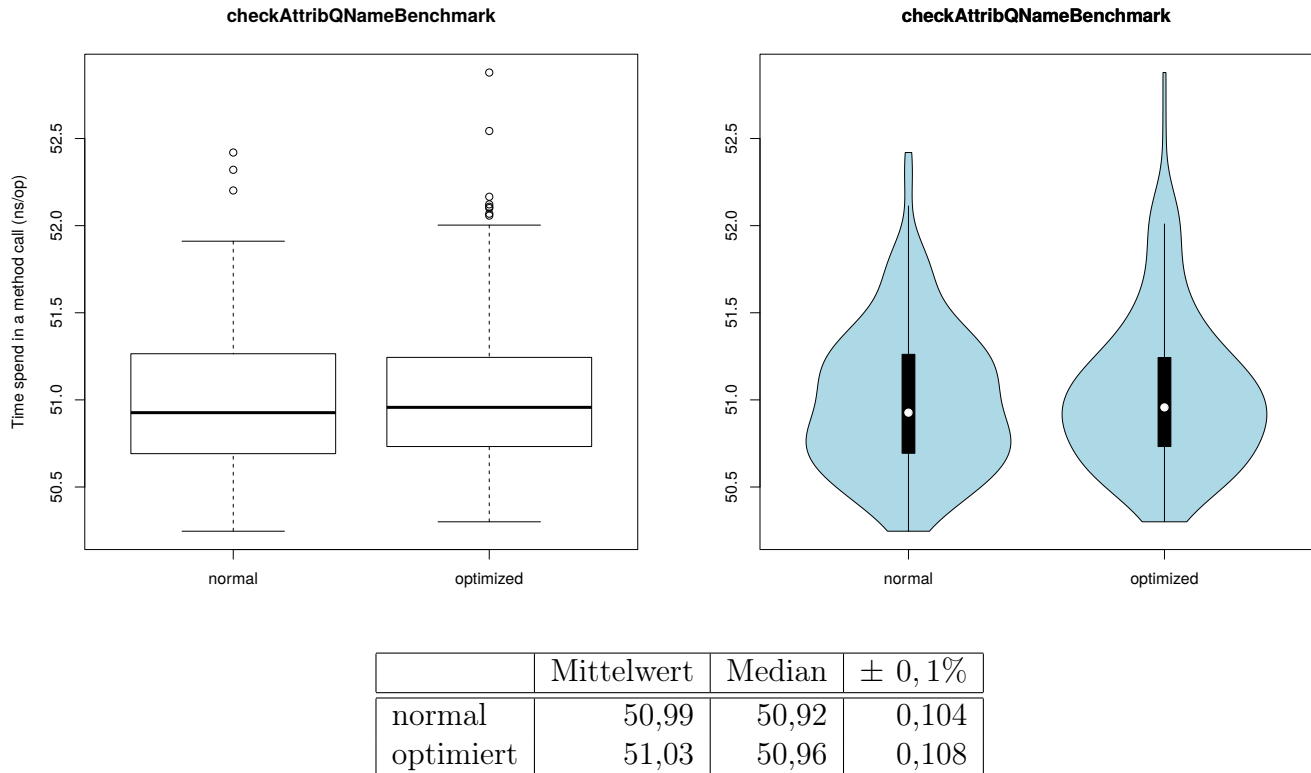 checkAttribQNameBenchmark
Time spend in a method call (ns/op)
52.5
52.0
51.5
51.0
50.5
normal optimized
checkAttribQNameBenchmark
52.5
52.0
51.5
51.0
50.5
normal optimized
Mittelwert Median ± 0, 1%
normal 50,99 50,92 0,104
optimiert 51,03 50,96 0,108